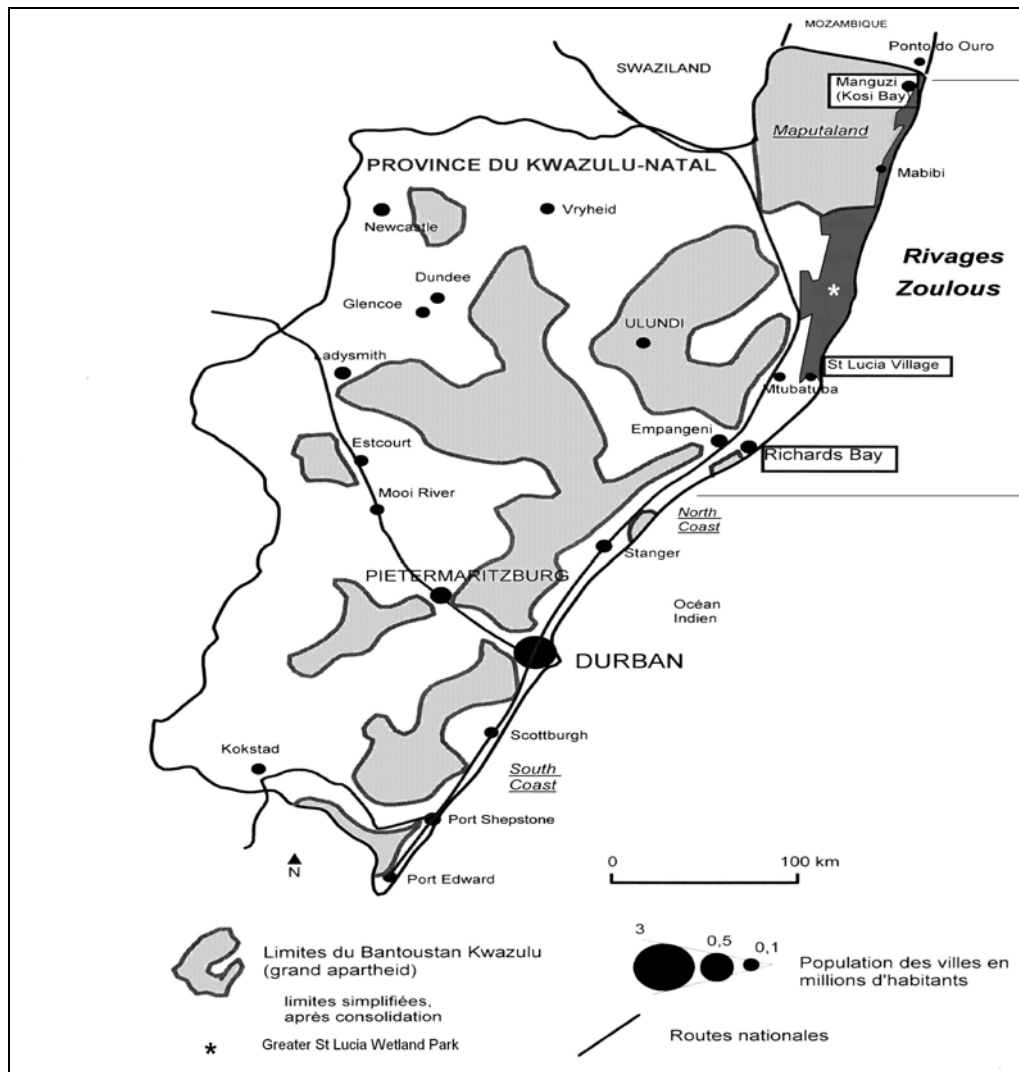 MOZAMBIQUE
Ponto do Ouro
SWAZILAND
Manguzi
(Kosi Bay)
Maputaland
PROVINCE DU KWAZULU-NATAL
Mabibi
Newcastle
Vryheid
Rivages
Zoulous
Dundee
Glencoe
*
ULUNDI
Ladysmith
St Lucia Village
Mtubatuba
Empangeni
Estcourt
Richards Bay
Mooi River
North
Coast
Stanger
PIETERMARITZBURG
Océan
Indien
DURBAN
Scottburgh
Kokstad
South
Coast
Port Shepstone
N
Port Edward
0 100 km
Limites du Bantoustan Kwazulu
(grand apartheid)
limites simplifiées,
après consolidation
* Greater St Lucia Wetland Park
3 0,5 0,1
Population des villes en
millions d'habitants
Routes nationales